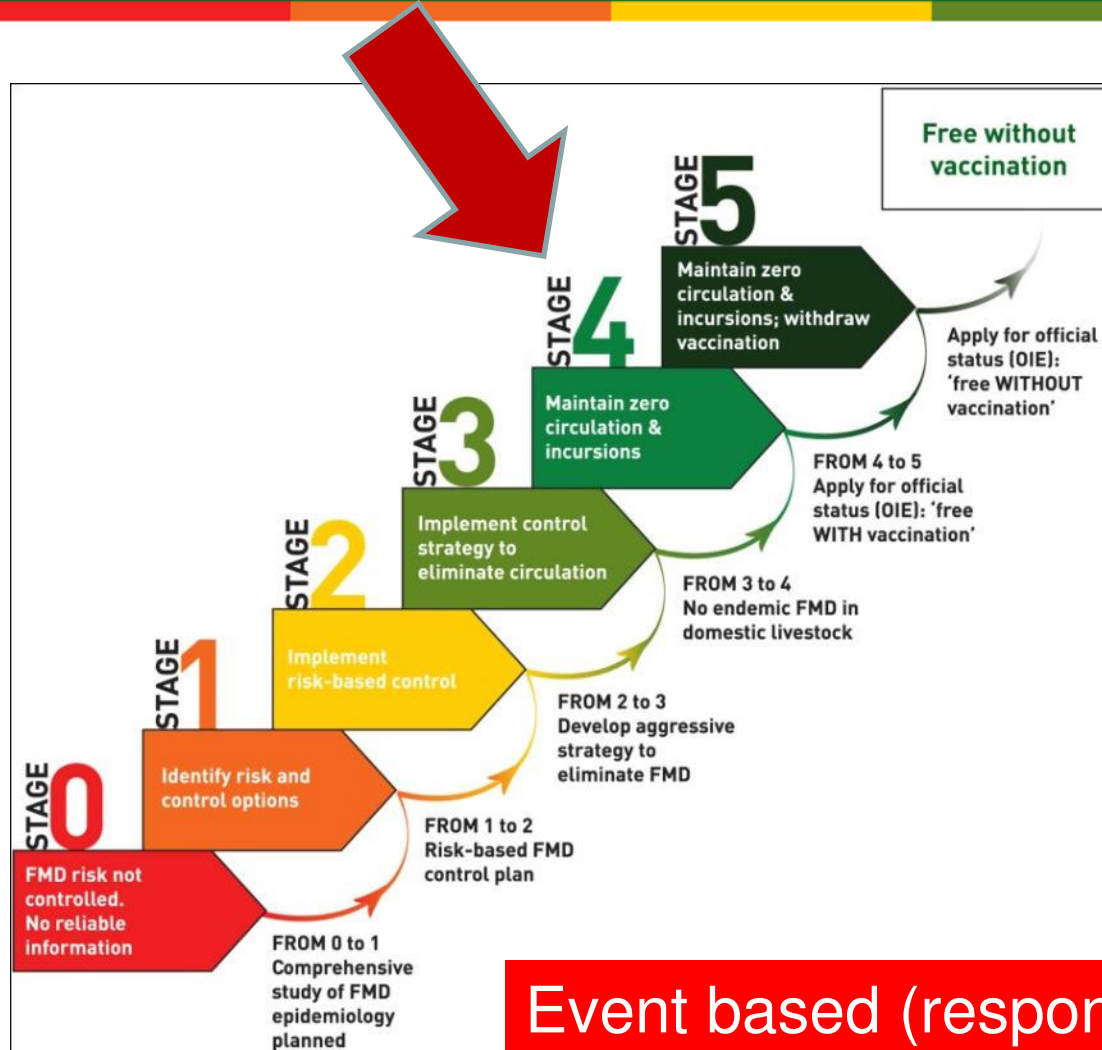 Free without
vaccination
STAGE 5
Maintain zero
circulation &
incursions; withdraw
vaccination
Apply for official
status (OIE):
‘free WITHOUT
vaccination’
STAGE 4
Maintain zero
circulation &
incursions
FROM 4 to 5
Apply for official
status (OIE): ‘free
WITH vaccination’
STAGE 3
Implement control
strategy to
eliminate circulation
FROM 3 to 4
No endemic FMD in
domestic livestock
STAGE 2
Implement
risk-based control
FROM 2 to 3
Develop aggressive
strategy to
eliminate FMD
STAGE 1
Identify risk and
control options
FROM 1 to 2
Risk-based FMD
control plan
STAGE 0
FMD risk not
controlled.
No reliable
information
FROM 0 to 1
Comprehensive
study of FMD
epidemiology
planned
Event based (respon